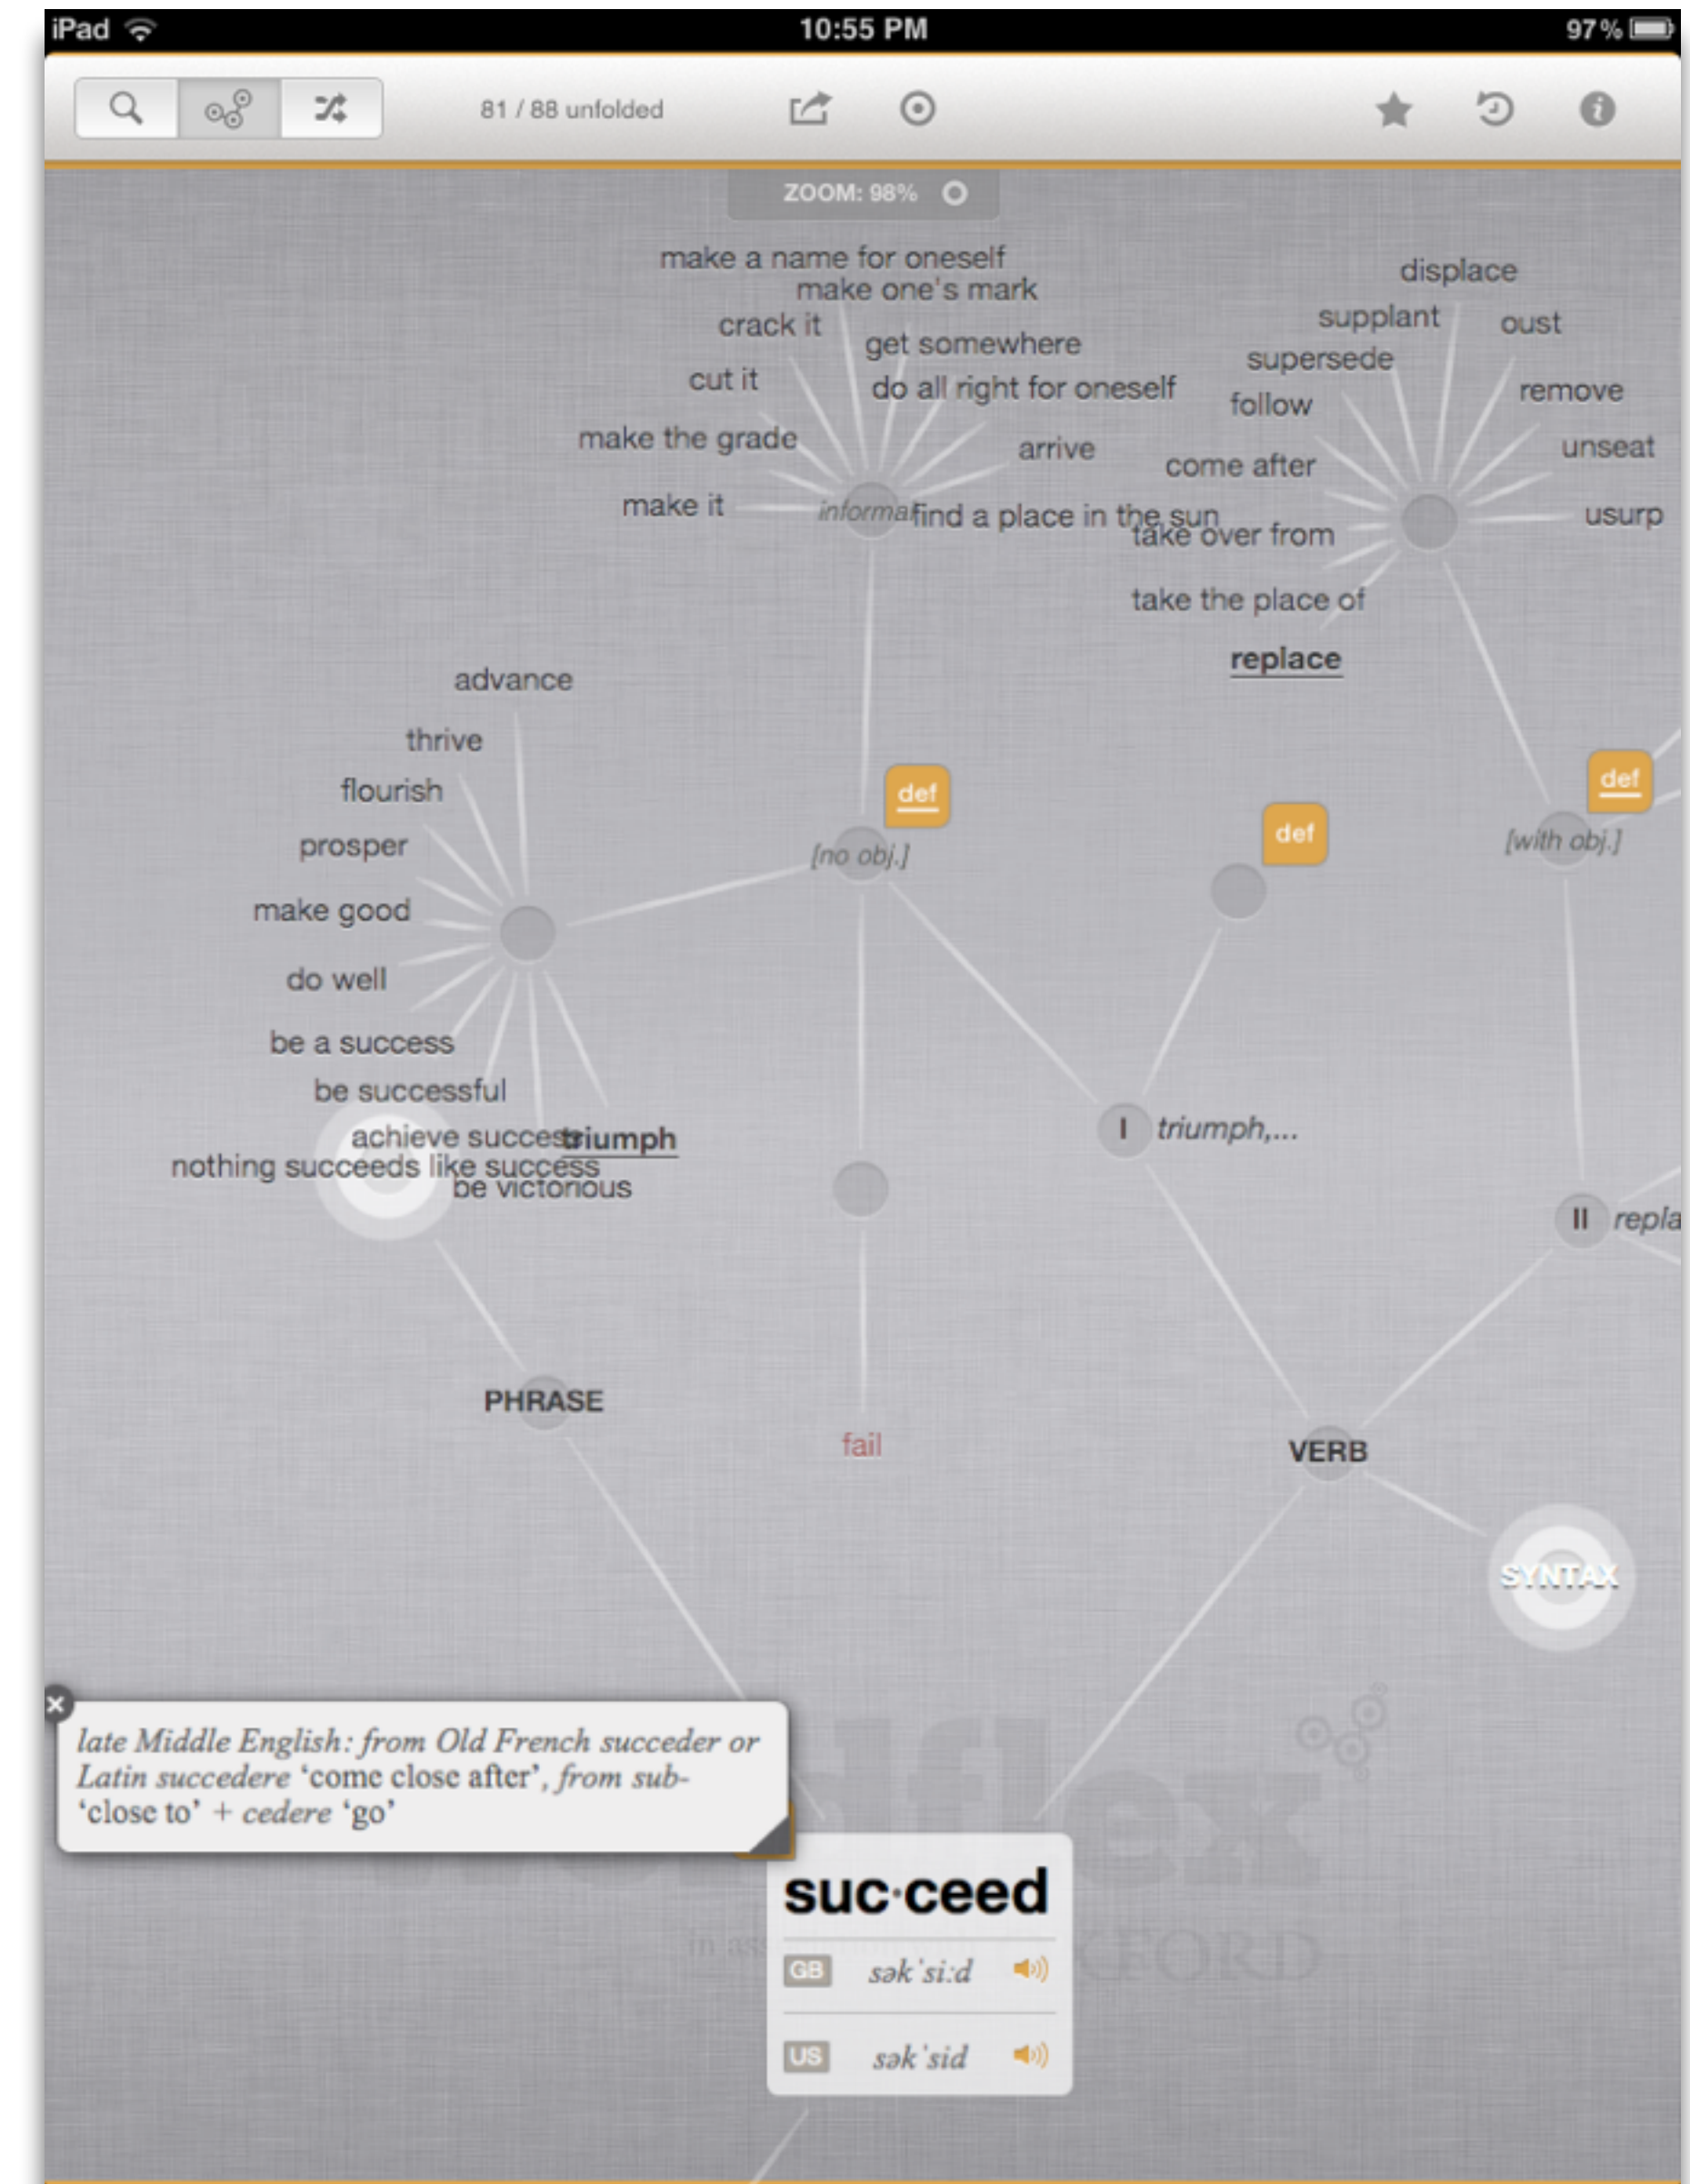 iPad 10:55 PM 97%
81 / 88 unfolded
ZOOM: 98%
make a name for oneself
make one's mark
crack it
get somewhere
cut it
do all right for oneself
make the grade
arrive
make it
informal
find a place in the sun
displace
supplant
oust
supersede
remove
follow
unseat
come after
usurp
take over from
take the place of
replace
advance
thrive
flourish
prosper
make good
do well
be a success
be successful
achieve success
triumph
nothing succeeds like success
be victorious
def
[no obj.]
def
def
[with obj.]
I triumph,...
II repla
PHRASE
fail
VERB
SYNTAX
late Middle English: from Old French succeder or
Latin succedere ‘come close after’, from sub-
‘close to’ + cedere ‘go’
suc·ceed
GB sək ˈsiːd
US sək ˈsid